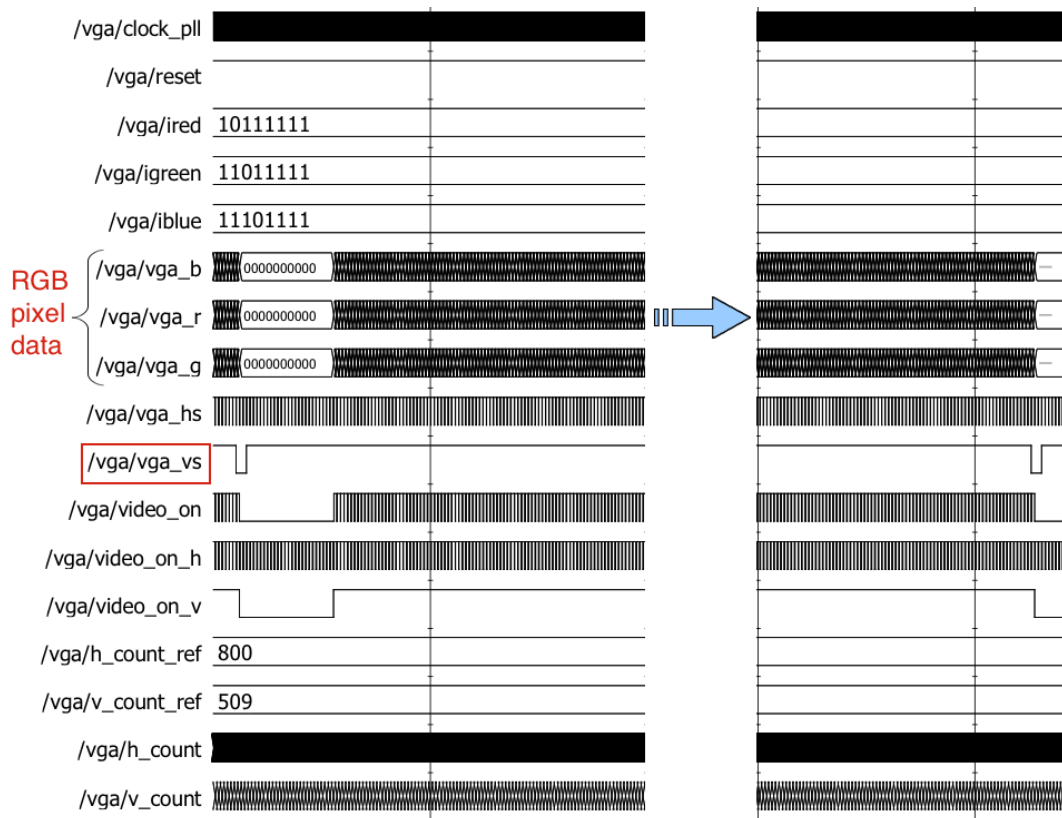 /vga/clock_pll
/vga/reset
/vga/ired 10111111
/vga/igreen 11011111
/vga/iblue 11101111
RGB
pixel
data
/vga/vga_b 0000000000
/vga/vga_r 0000000000
/vga/vga_g 0000000000
/vga/vga_hs
/vga/vga_vs
/vga/video_on
/vga/video_on_h
/vga/video_on_v
/vga/h_count_ref 800
/vga/v_count_ref 509
/vga/h_count
/vga/v_count